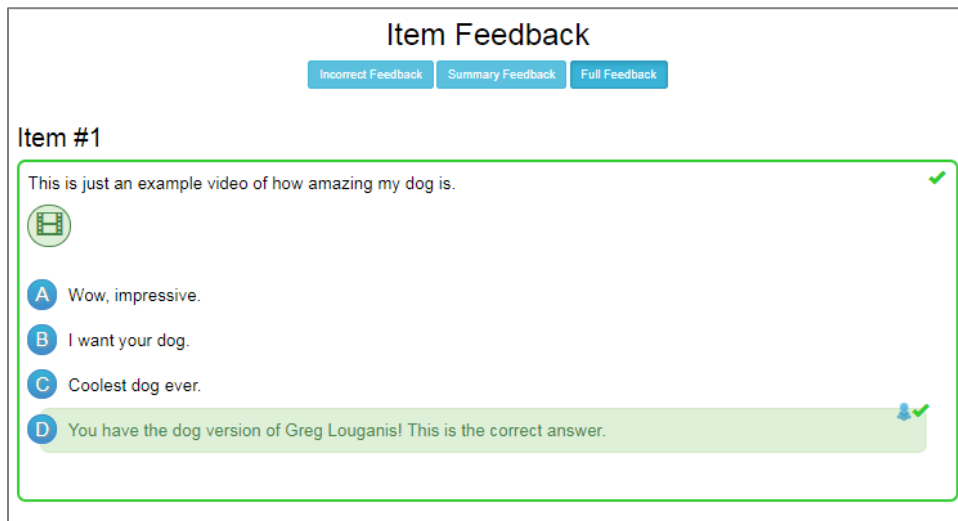 Item Feedback
Incorrect Feedback Summary Feedback Full Feedback
Item #1
This is just an example video of how amazing my dog is.
A Wow, impressive.
B I want your dog.
C Coolest dog ever.
D You have the dog version of Greg Louganis! This is the correct answer.